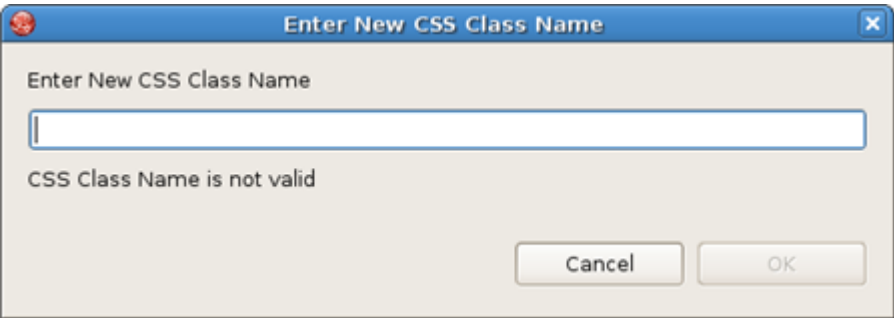 Enter New CSS Class Name
Enter New CSS Class Name
CSS Class Name is not valid
Cancel OK